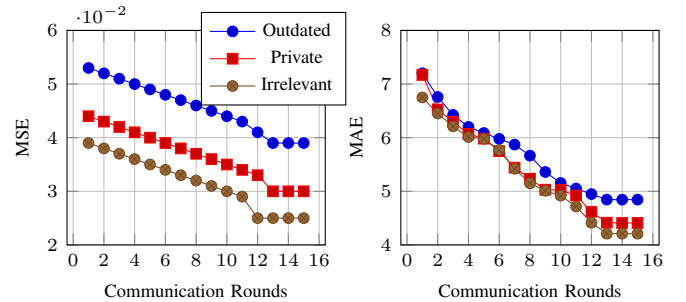 ·10⁻²
6
5
4
3
2
MSE
0 2 4 6 8 10 12 14 16
Communication Rounds
Outdated
Private
Irrelevant
8
7
6
5
4
MAE
0 2 4 6 8 10 12 14 16
Communication Rounds